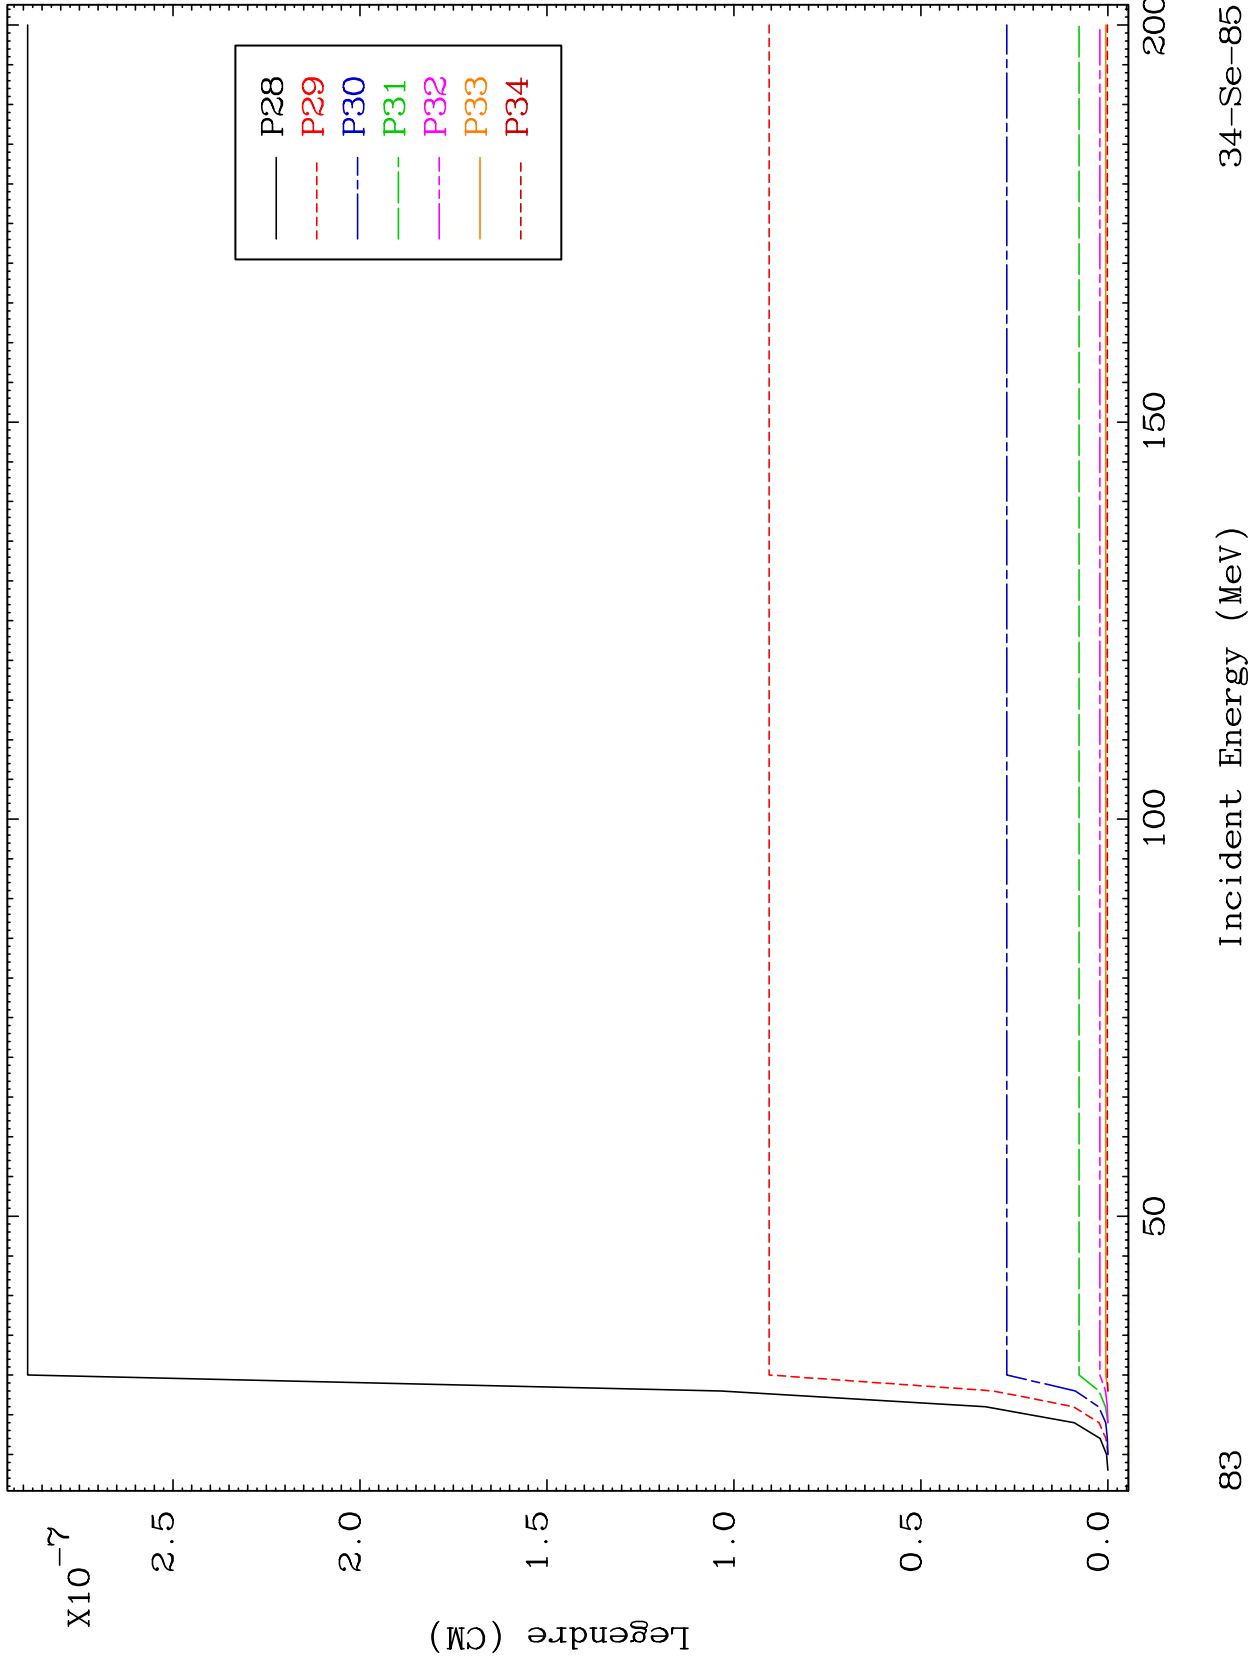 X10-7
2.5
2.0
1.5
1.0
0.5
0.0
Legendre (CM)
P28
P29
P30
P31
P32
P33
P34
50
100
150
200
83
Incident Energy (MeV)
34-Se-85